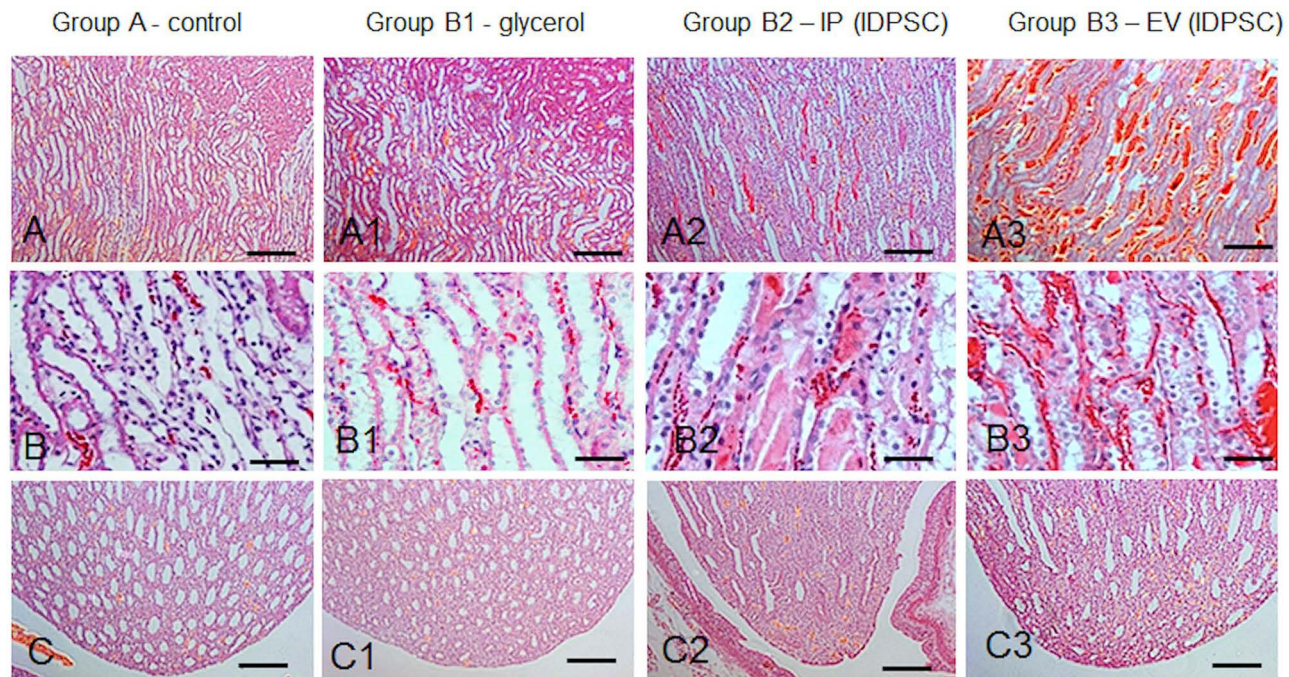 Group A - control
Group B1 - glycerol
Group B2 – IP (IDPSC)
Group B3 – EV (IDPSC)
A
A1
A2
A3
B
B1
B2
B3
C
C1
C2
C3